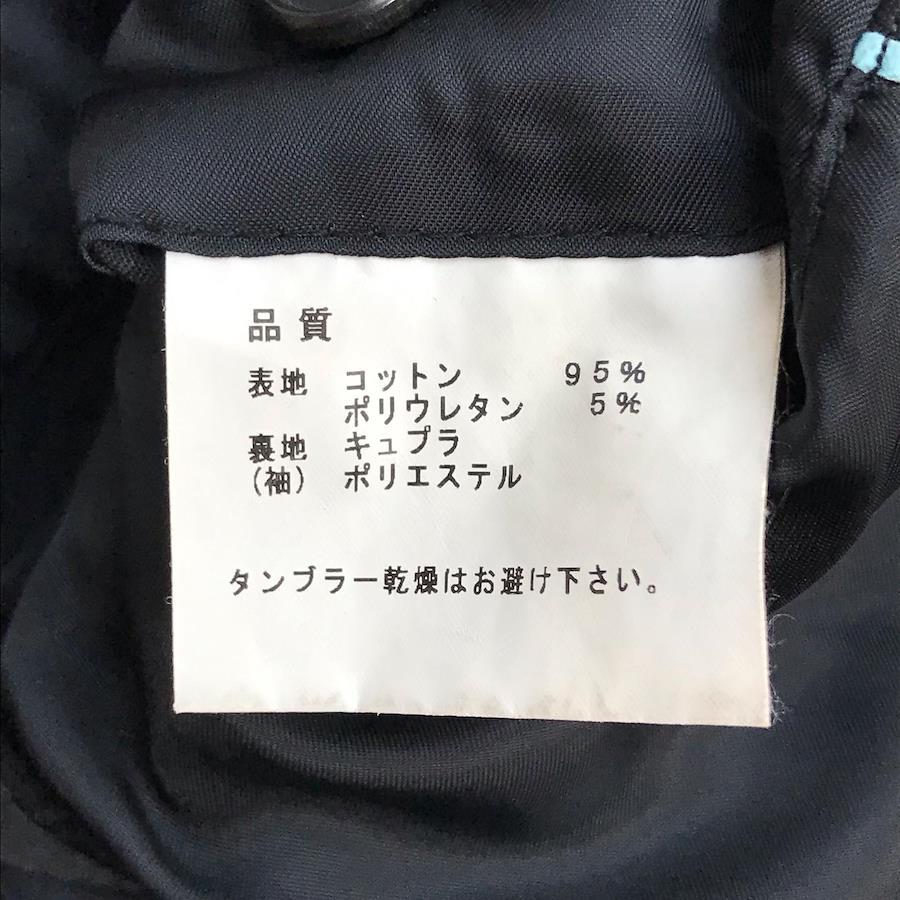 品質
表地 コットン 95%
ポリウレタン 5%
裏地 キュプラ
(袖) ポリエステル
タンブラー乾燥はお避け下さい。